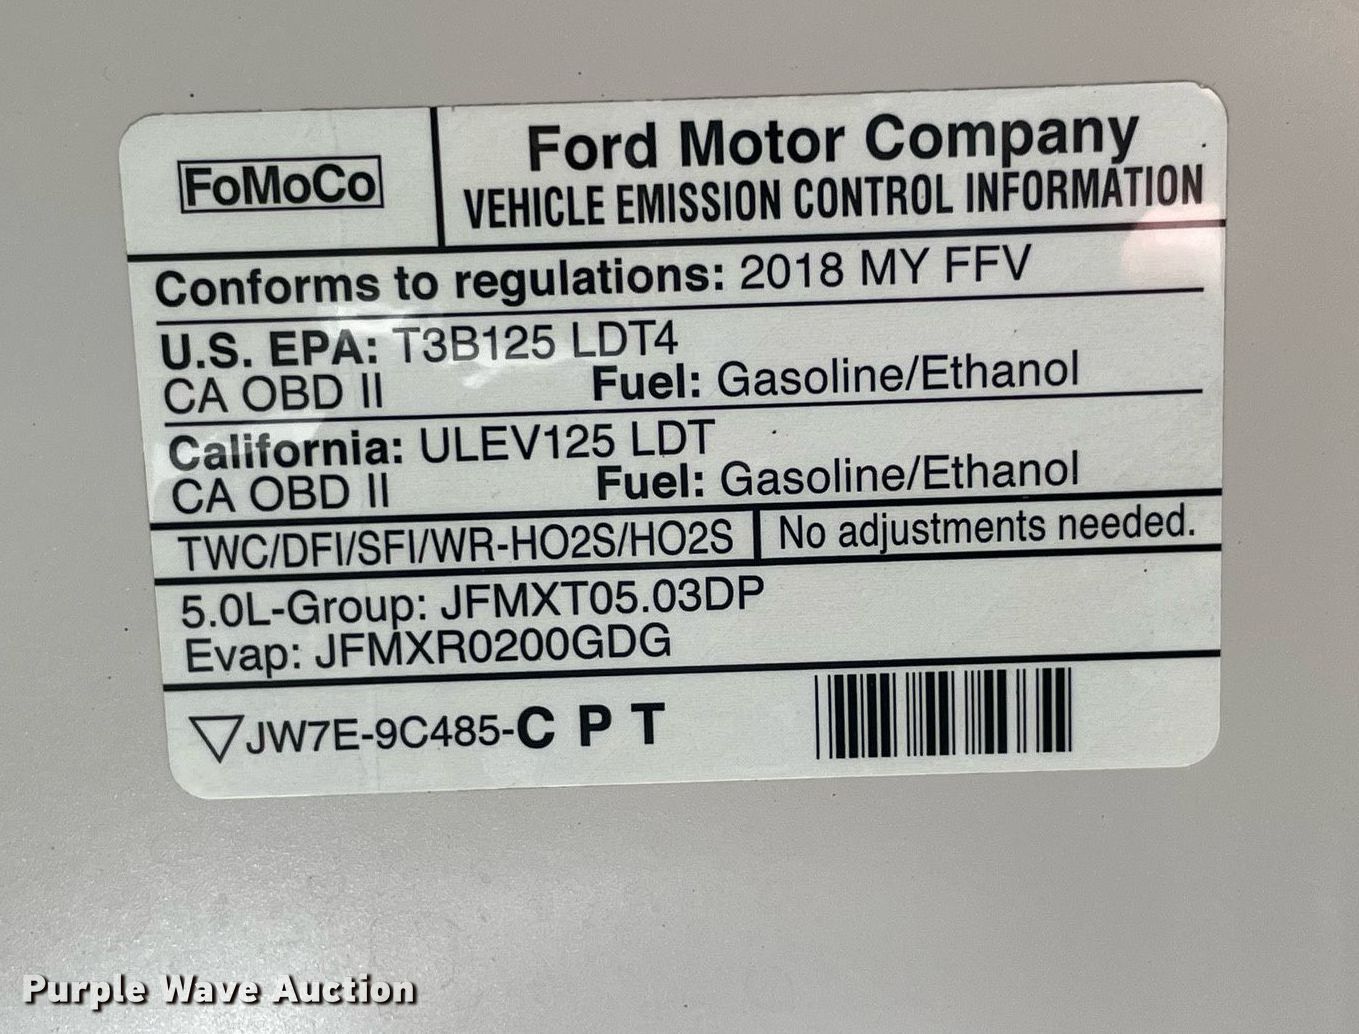 FoMoCo
Ford Motor Company
VEHICLE EMISSION CONTROL INFORMATION
Conforms to regulations: 2018 MY FFV
U.S. EPA: T3B125 LDT4
CA OBD II Fuel: Gasoline/Ethanol
California: ULEV125 LDT
CA OBD II Fuel: Gasoline/Ethanol
TWC/DFI/SFI/WR-HO2S/HO2S No adjustments needed.
5.0L-Group: JFMXT05.03DP
Evap: JFMXR0200GDG
JW7E-9C485-C P T
Purple Wave Auction